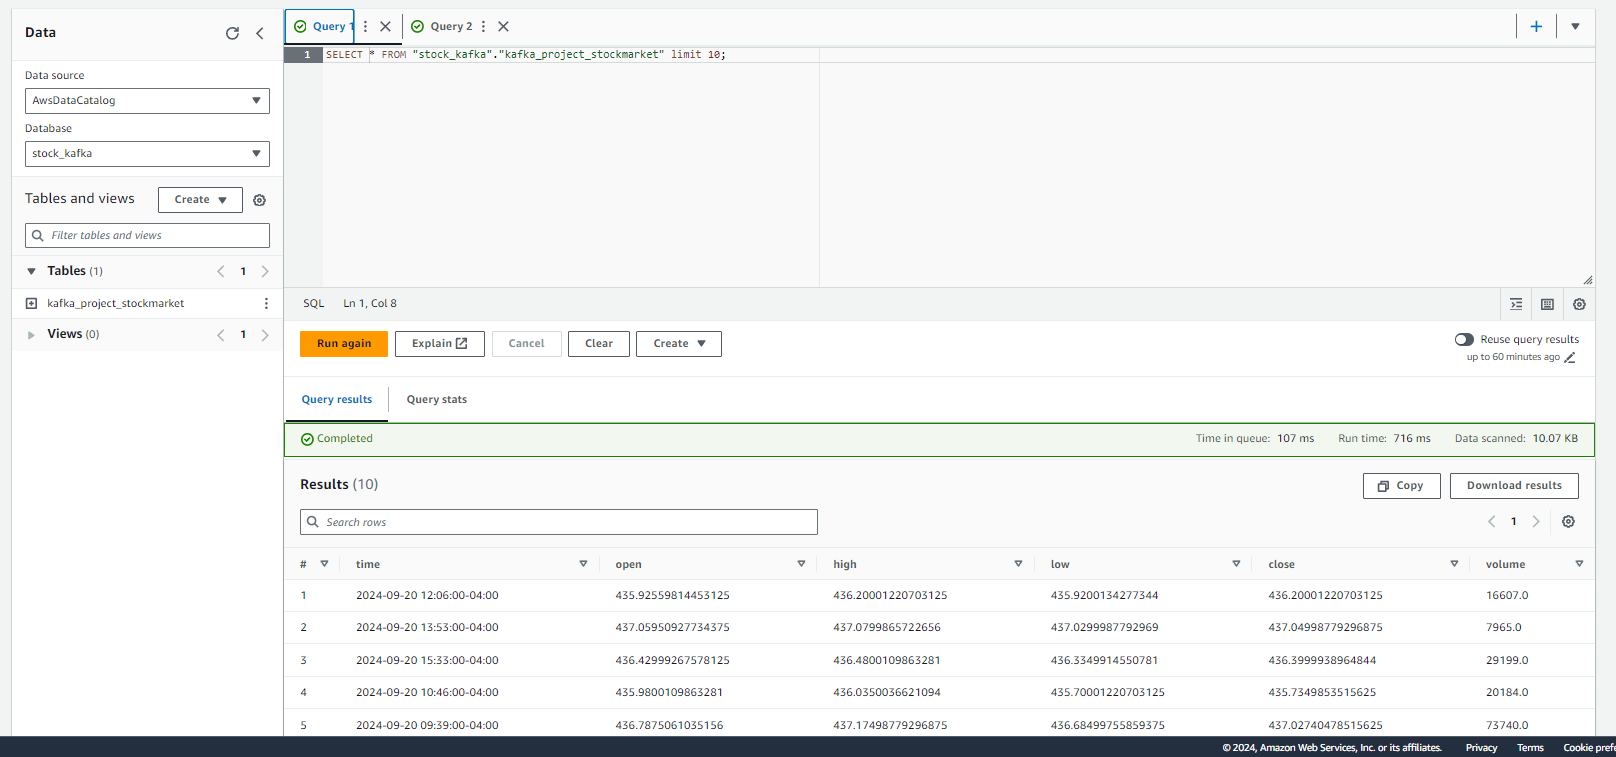 Data
Data source
AwsDataCatalog
Database
stock_kafka
Tables and views
Create
Filter tables and views
Tables (1)
1
kafka_project_stockmarket
Views (0)
1
Query 1
Query 2
1 SELECT * FROM "stock_kafka"."kafka_project_stockmarket" limit 10;
SQL Ln 1, Col 8
Run again Explain Cancel Clear Create
Reuse query results
up to 60 minutes ago
Query results Query stats
Completed Time in queue: 107 ms Run time: 716 ms Data scanned: 10.07 KB
Results (10) Copy Download results
Search rows 1
# time open high low close volume
1 2024-09-20 12:06:00-04:00 435.92559814453125 436.20001220703125 435.9200134277344 436.20001220703125 16607.0
2 2024-09-20 13:53:00-04:00 437.05950927734375 437.0799865722656 437.0299987792969 437.04998779296875 7965.0
3 2024-09-20 15:33:00-04:00 436.42999267578125 436.4800109863281 436.3349914550781 436.3999938964844 29199.0
4 2024-09-20 10:46:00-04:00 435.9800109863281 436.0350036621094 435.70001220703125 435.7349853515625 20184.0
5 2024-09-20 09:39:00-04:00 436.7875061035156 437.17498779296875 436.68499755859375 437.02740478515625 73740.0
© 2024, Amazon Web Services, Inc. or its affiliates. Privacy Terms Cookie prefe